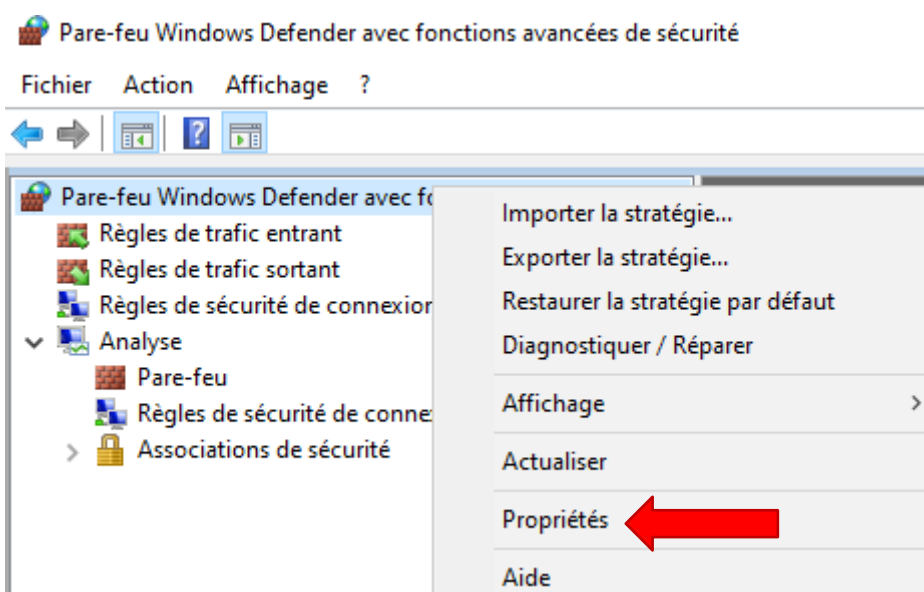 Pare-feu Windows Defender avec fonctions avancées de sécurité
Fichier Action Affichage ?
Pare-feu Windows Defender avec fo
Règles de trafic entrant
Règles de trafic sortant
Règles de sécurité de connexion
Analyse
Pare-feu
Règles de sécurité de conne
Associations de sécurité
Importer la stratégie...
Exporter la stratégie...
Restaurer la stratégie par défaut
Diagnostiquer / Réparer
Affichage
Actualiser
Propriétés
Aide